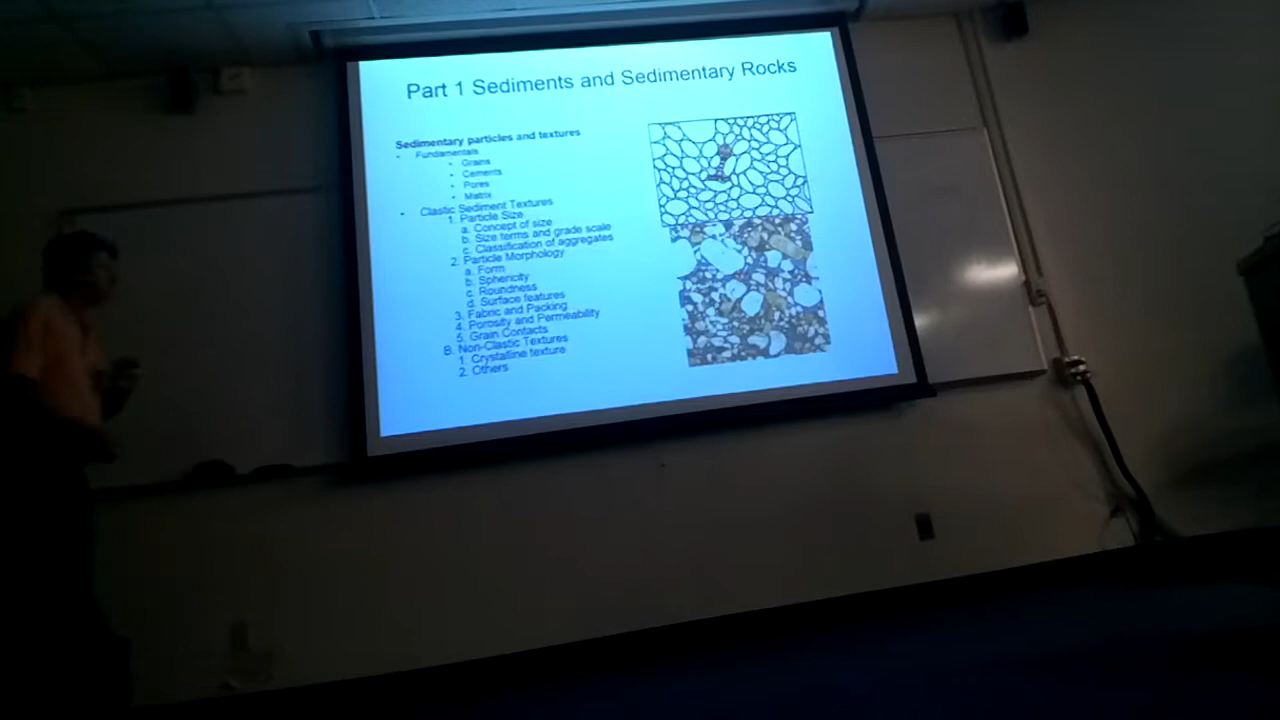 Part 1 Sediments and Sedimentary Rocks
Sedimentary particles and textures
- Fundamentals
• Grains
• Cements
• Pores
• Matrix
- Clastic Sediment Textures
1. Particle Size
a. Concept of size
b. Size terms and grade scale
c. Classification of aggregates
2. Particle Morphology
a. Form
b. Sphericity
c. Roundness
d. Surface features
3. Fabric and Packing
4. Porosity and Permeability
5. Grain Contacts
B. Non-Clastic Textures
1. Crystalline texture
2. Others